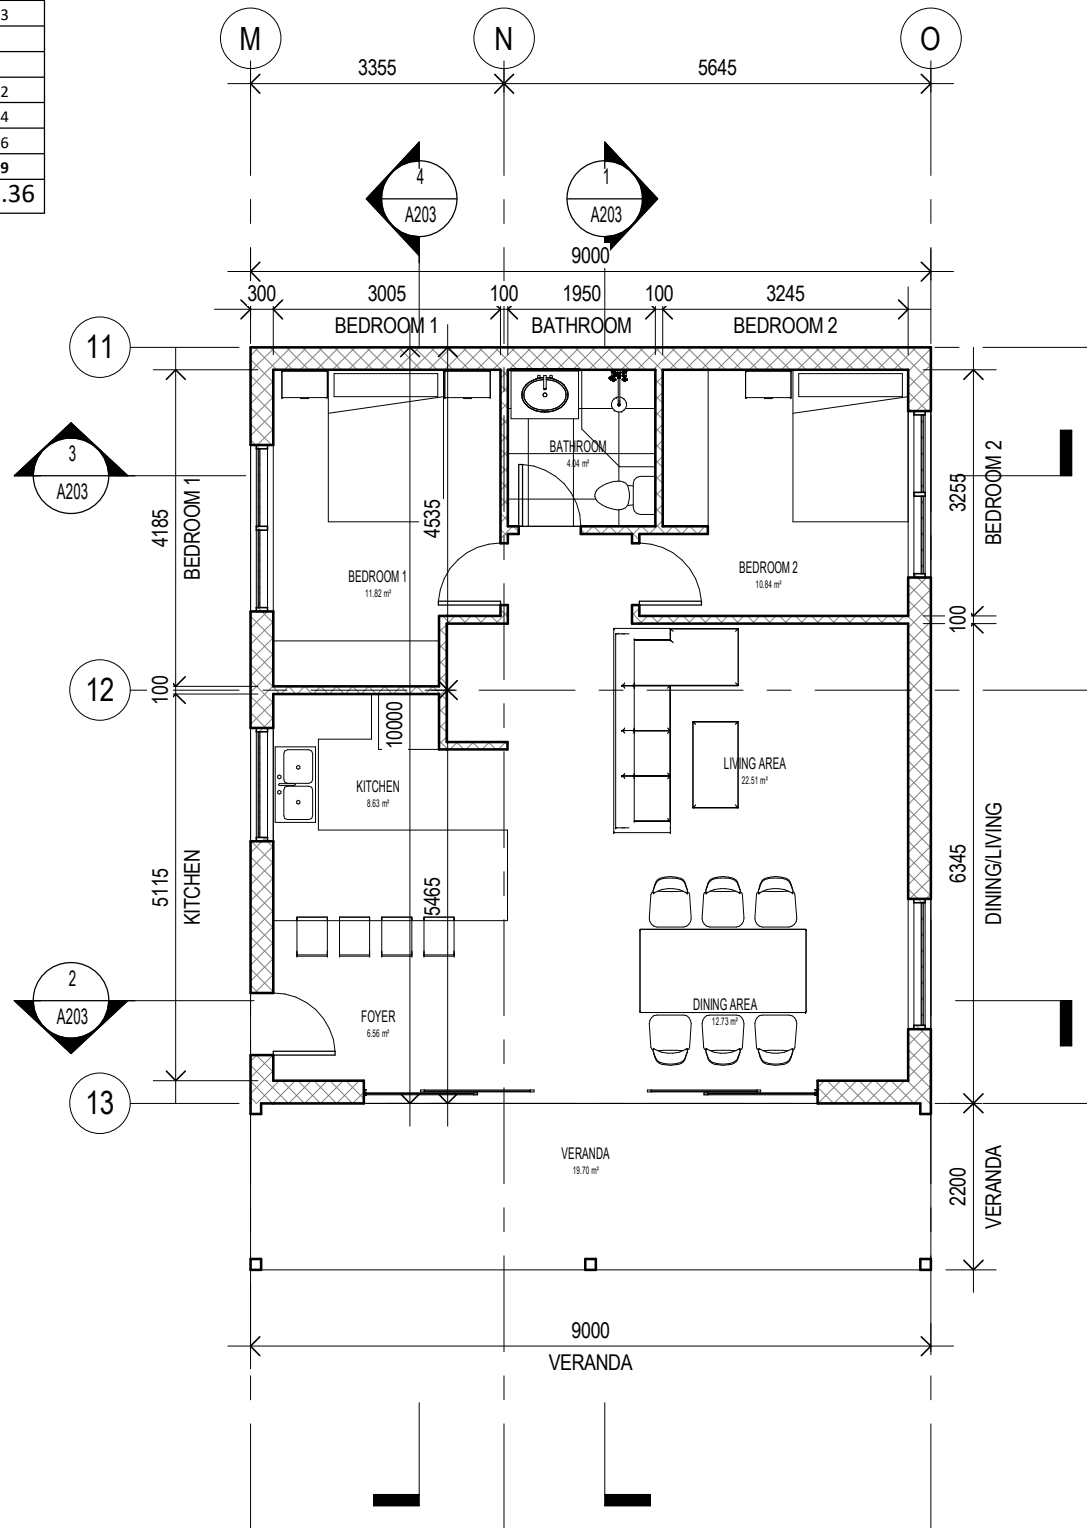 3
2
4
6
9
.36
M
N
O
3355
5645
4
A203
1
A203
9000
300
3005
100
1950
100
3245
BEDROOM 1
BATHROOM
BEDROOM 2
11
3
A203
4185
BEDROOM 1
4535
BATHROOM
4.04 m²
BEDROOM 1
11.82 m²
BEDROOM 2
10.84 m²
3255
BEDROOM 2
100
12
100
10000
KITCHEN
8.63 m²
LIVING AREA
22.51 m²
5115
KITCHEN
5465
6345
DINING/LIVING
2
A203
FOYER
6.56 m²
DINING AREA
12.73 m²
13
VERANDA
19.70 m²
2200
VERANDA
9000
VERANDA